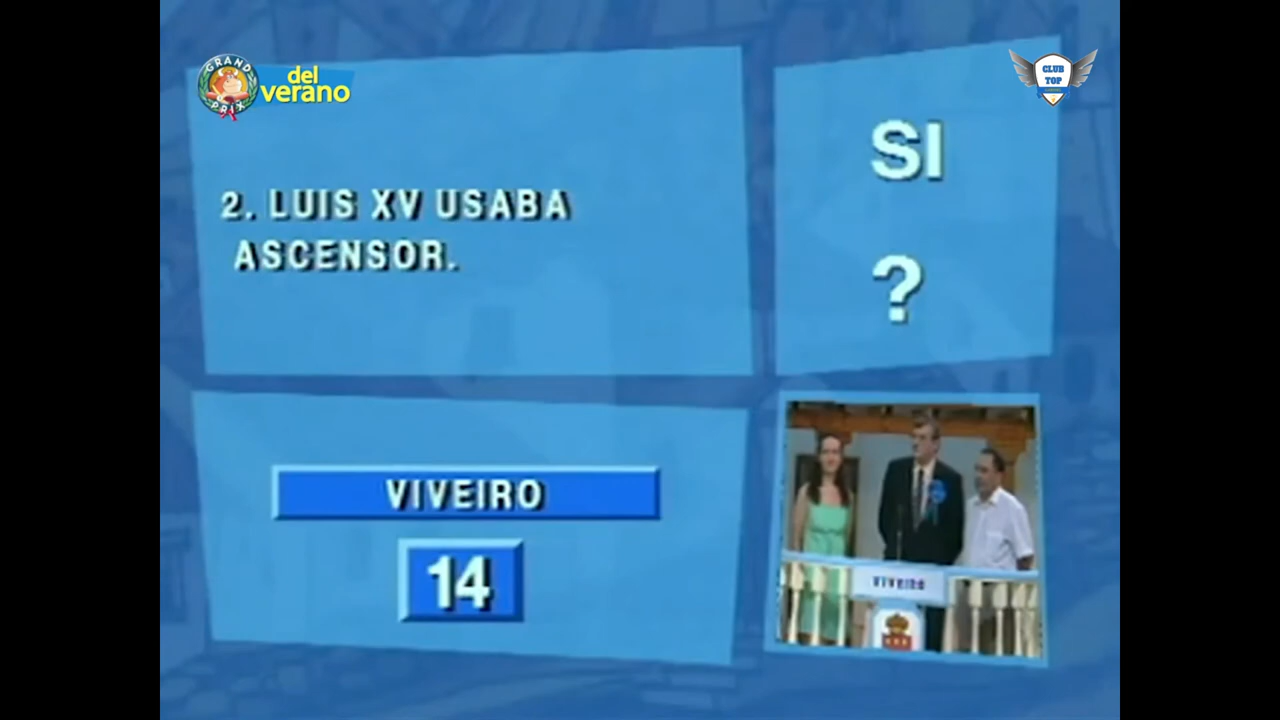 GRAND
PRIX
del
verano
CLUB
TOP
2. LUIS XV USABA
ASCENSOR.
SI
?
VIVEIRO
14
VIVEIRO